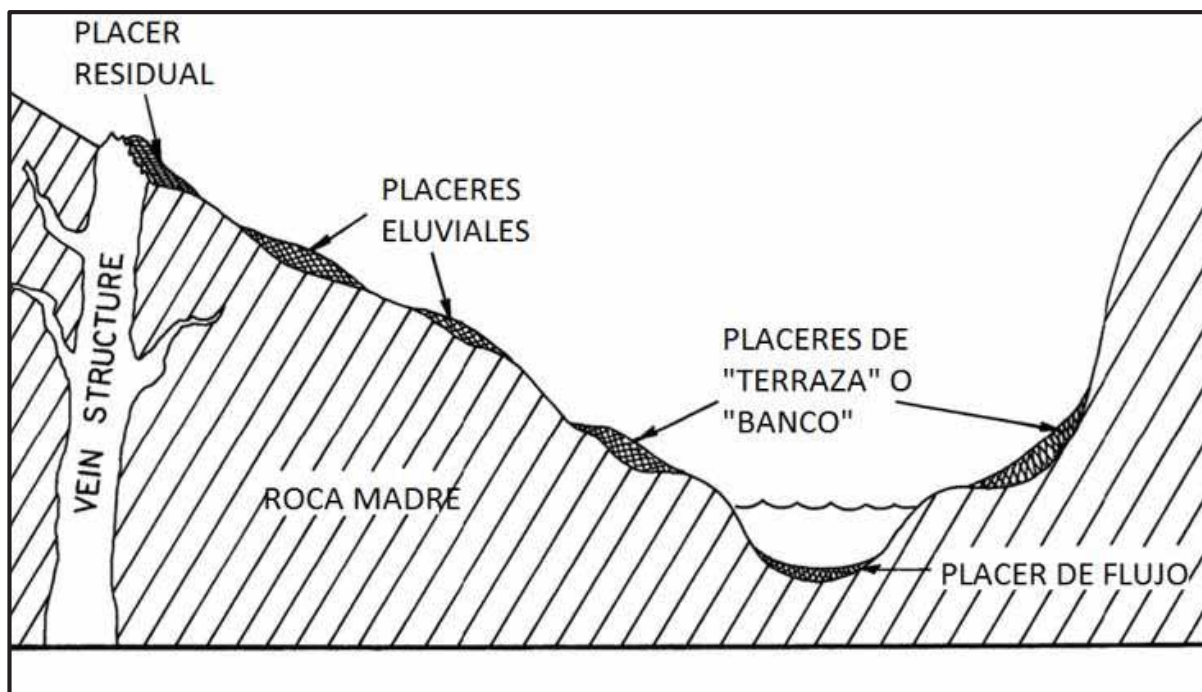 PLACER
RESIDUAL
PLACERES
ELUVIALES
PLACERES DE
"TERRAZA" O
"BANCO"
VEIN STRUCTURE
ROCA MADRE
PLACER DE FLUJO